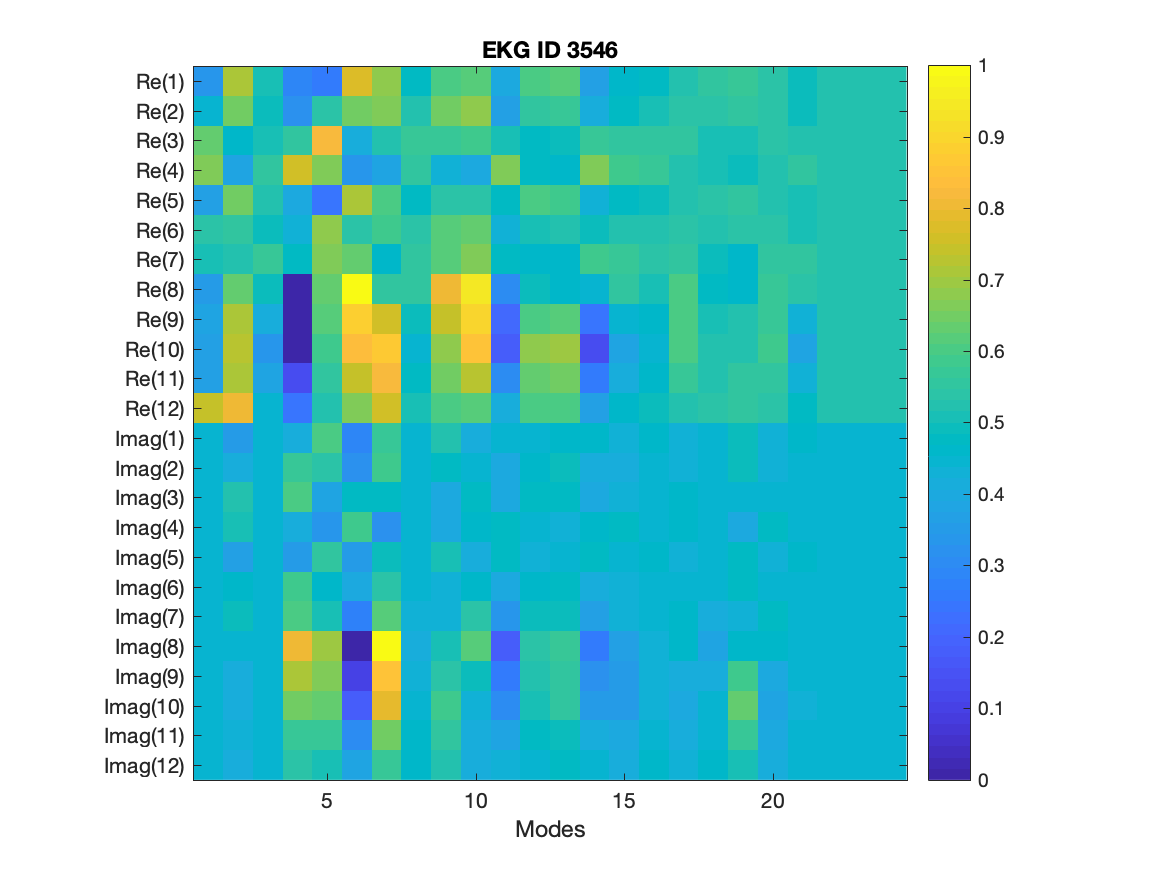 EKG ID 3546
Re(1)
Re(2)
Re(3)
Re(4)
Re(5)
Re(6)
Re(7)
Re(8)
Re(9)
Re(10)
Re(11)
Re(12)
Imag(1)
Imag(2)
Imag(3)
Imag(4)
Imag(5)
Imag(6)
Imag(7)
Imag(8)
Imag(9)
Imag(10)
Imag(11)
Imag(12)
5 10 15 20
Modes
1
0.9
0.8
0.7
0.6
0.5
0.4
0.3
0.2
0.1
0